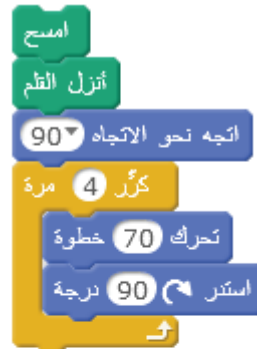 امسح
أنزل القلم
اتجه نحو الاتجاه 90
كرِّر 4 مرة
تحرك 70 خطوة
استدر 90 درجة